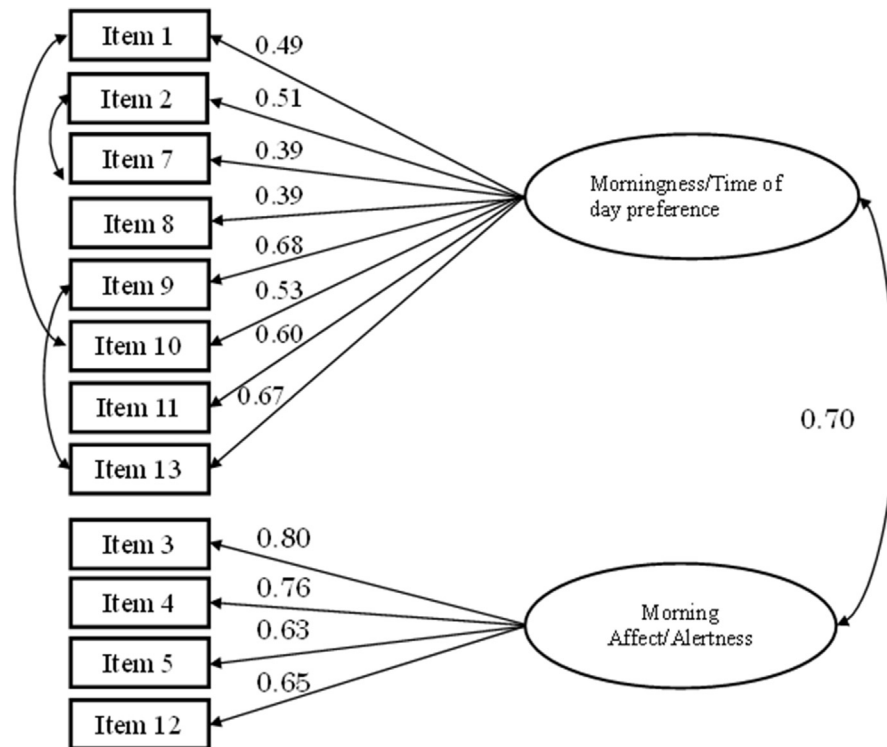 Item 1
0.49
Item 2
0.51
Item 7
0.39
Item 8
0.39
Item 9
0.68
Item 10
0.53
Item 11
0.60
Item 13
0.67
Morningness/Time of
day preference
0.70
Item 3
0.80
Item 4
0.76
Item 5
0.63
Item 12
0.65
Morning
Affect/Alertness